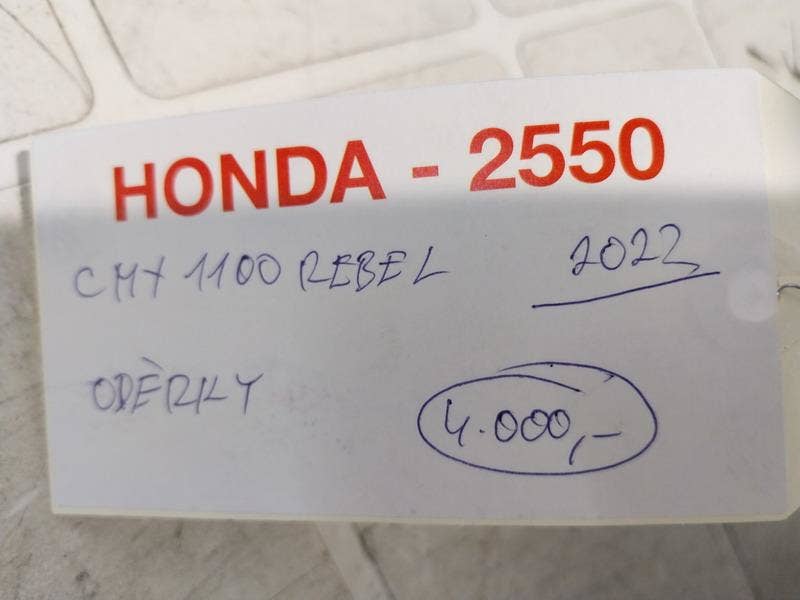 HONDA - 2550
CMX 1100 REBEL 2022
ODĚRKY
4.000,-